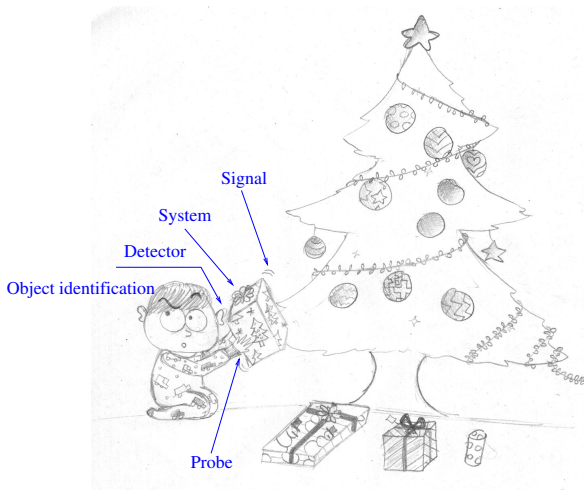 Signal
System
Detector
Object identification
Probe